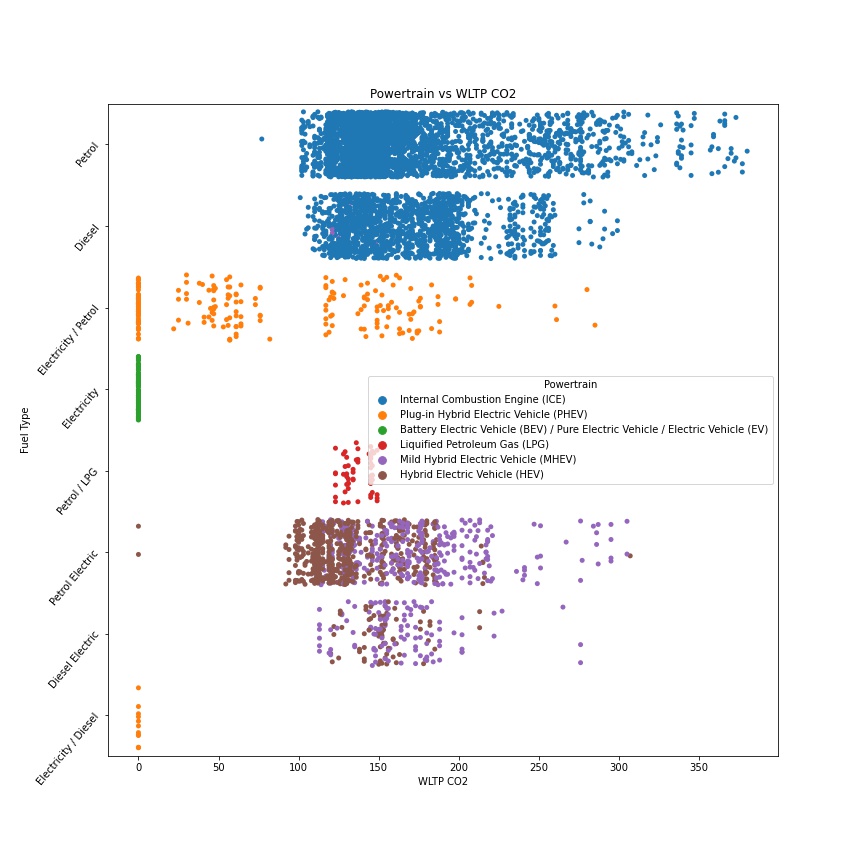 Powertrain vs WLTP CO2
Petrol
Diesel
Electricity / Petrol
Electricity
Petrol / LPG
Petrol Electric
Diesel Electric
Electricity / Diesel
Fuel Type
Powertrain
Internal Combustion Engine (ICE)
Plug-in Hybrid Electric Vehicle (PHEV)
Battery Electric Vehicle (BEV) / Pure Electric Vehicle / Electric Vehicle (EV)
Liquified Petroleum Gas (LPG)
Mild Hybrid Electric Vehicle (MHEV)
Hybrid Electric Vehicle (HEV)
0 50 100 150 200 250 300 350
WLTP CO2